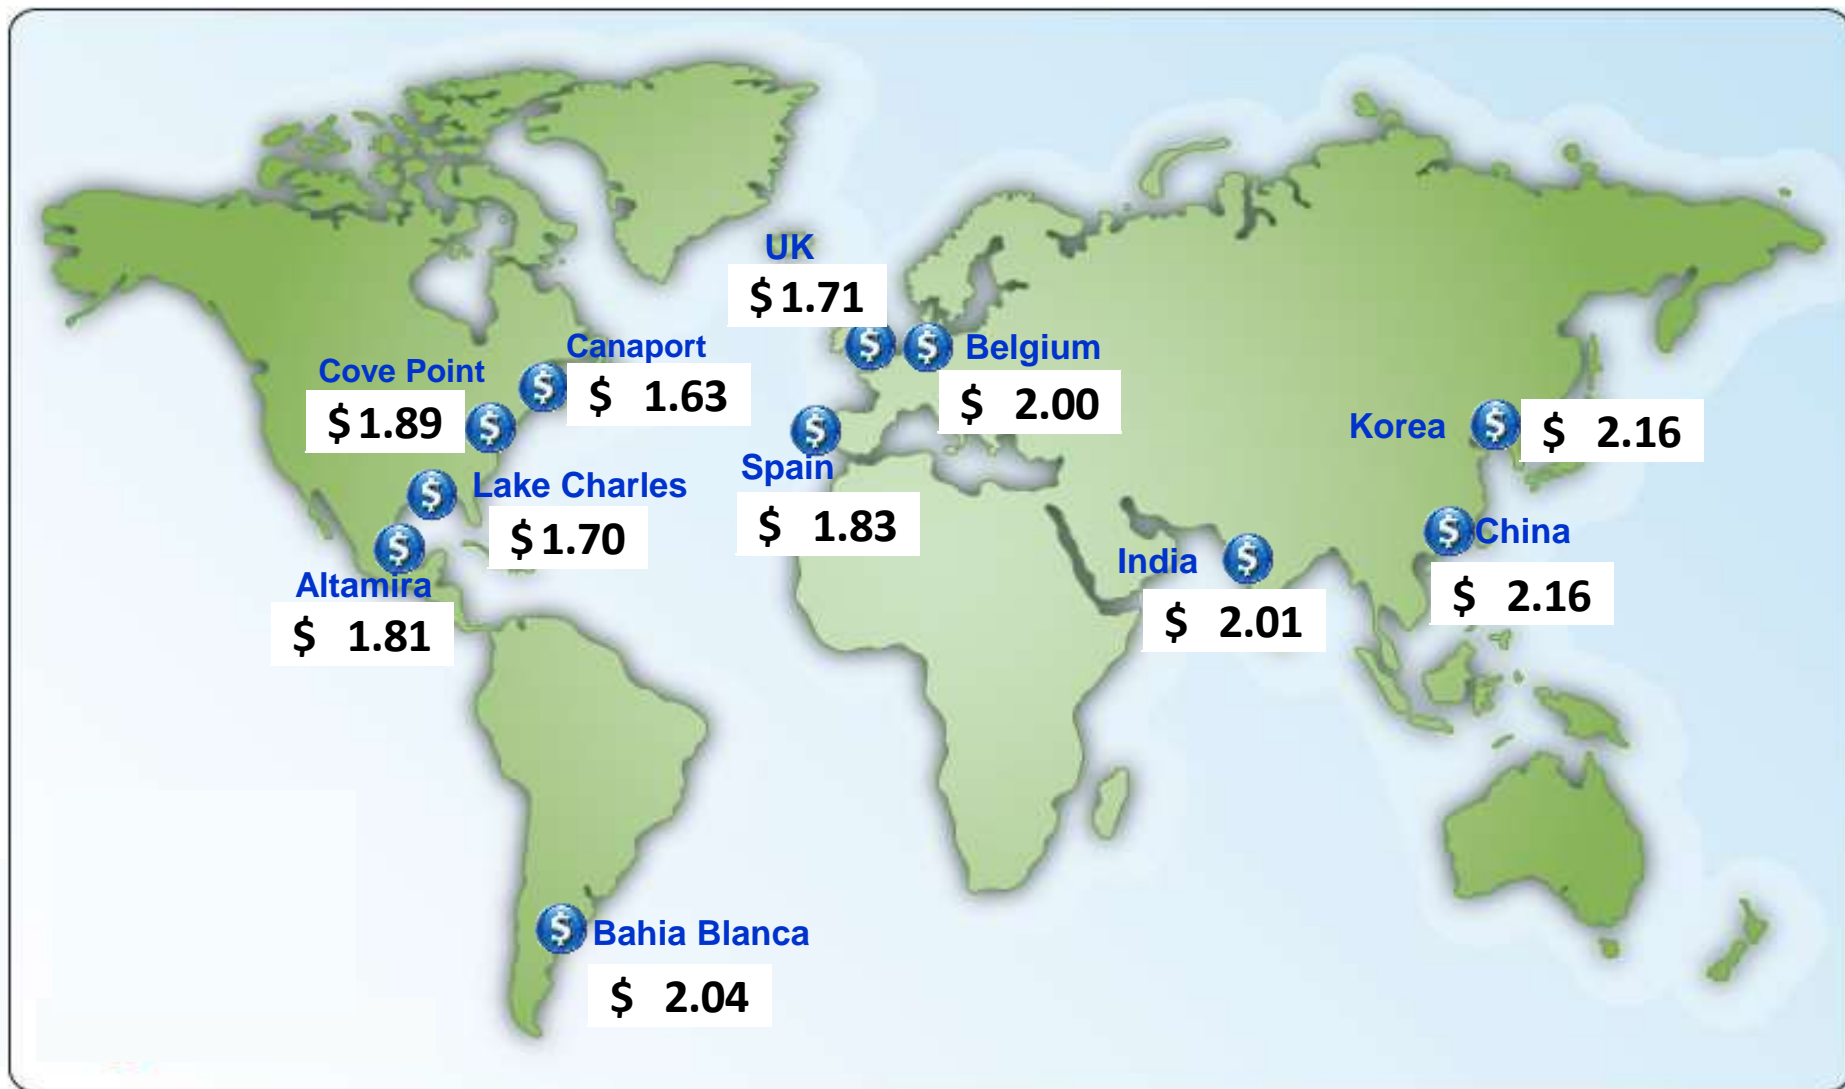 UK
$ 1.71
Canaport
$ 1.63
Cove Point
$ 1.89
Belgium
$ 2.00
Korea
$ 2.16
Spain
$ 1.83
Lake Charles
$ 1.70
China
$ 2.16
India
$ 2.01
Altamira
$ 1.81
Bahia Blanca
$ 2.04